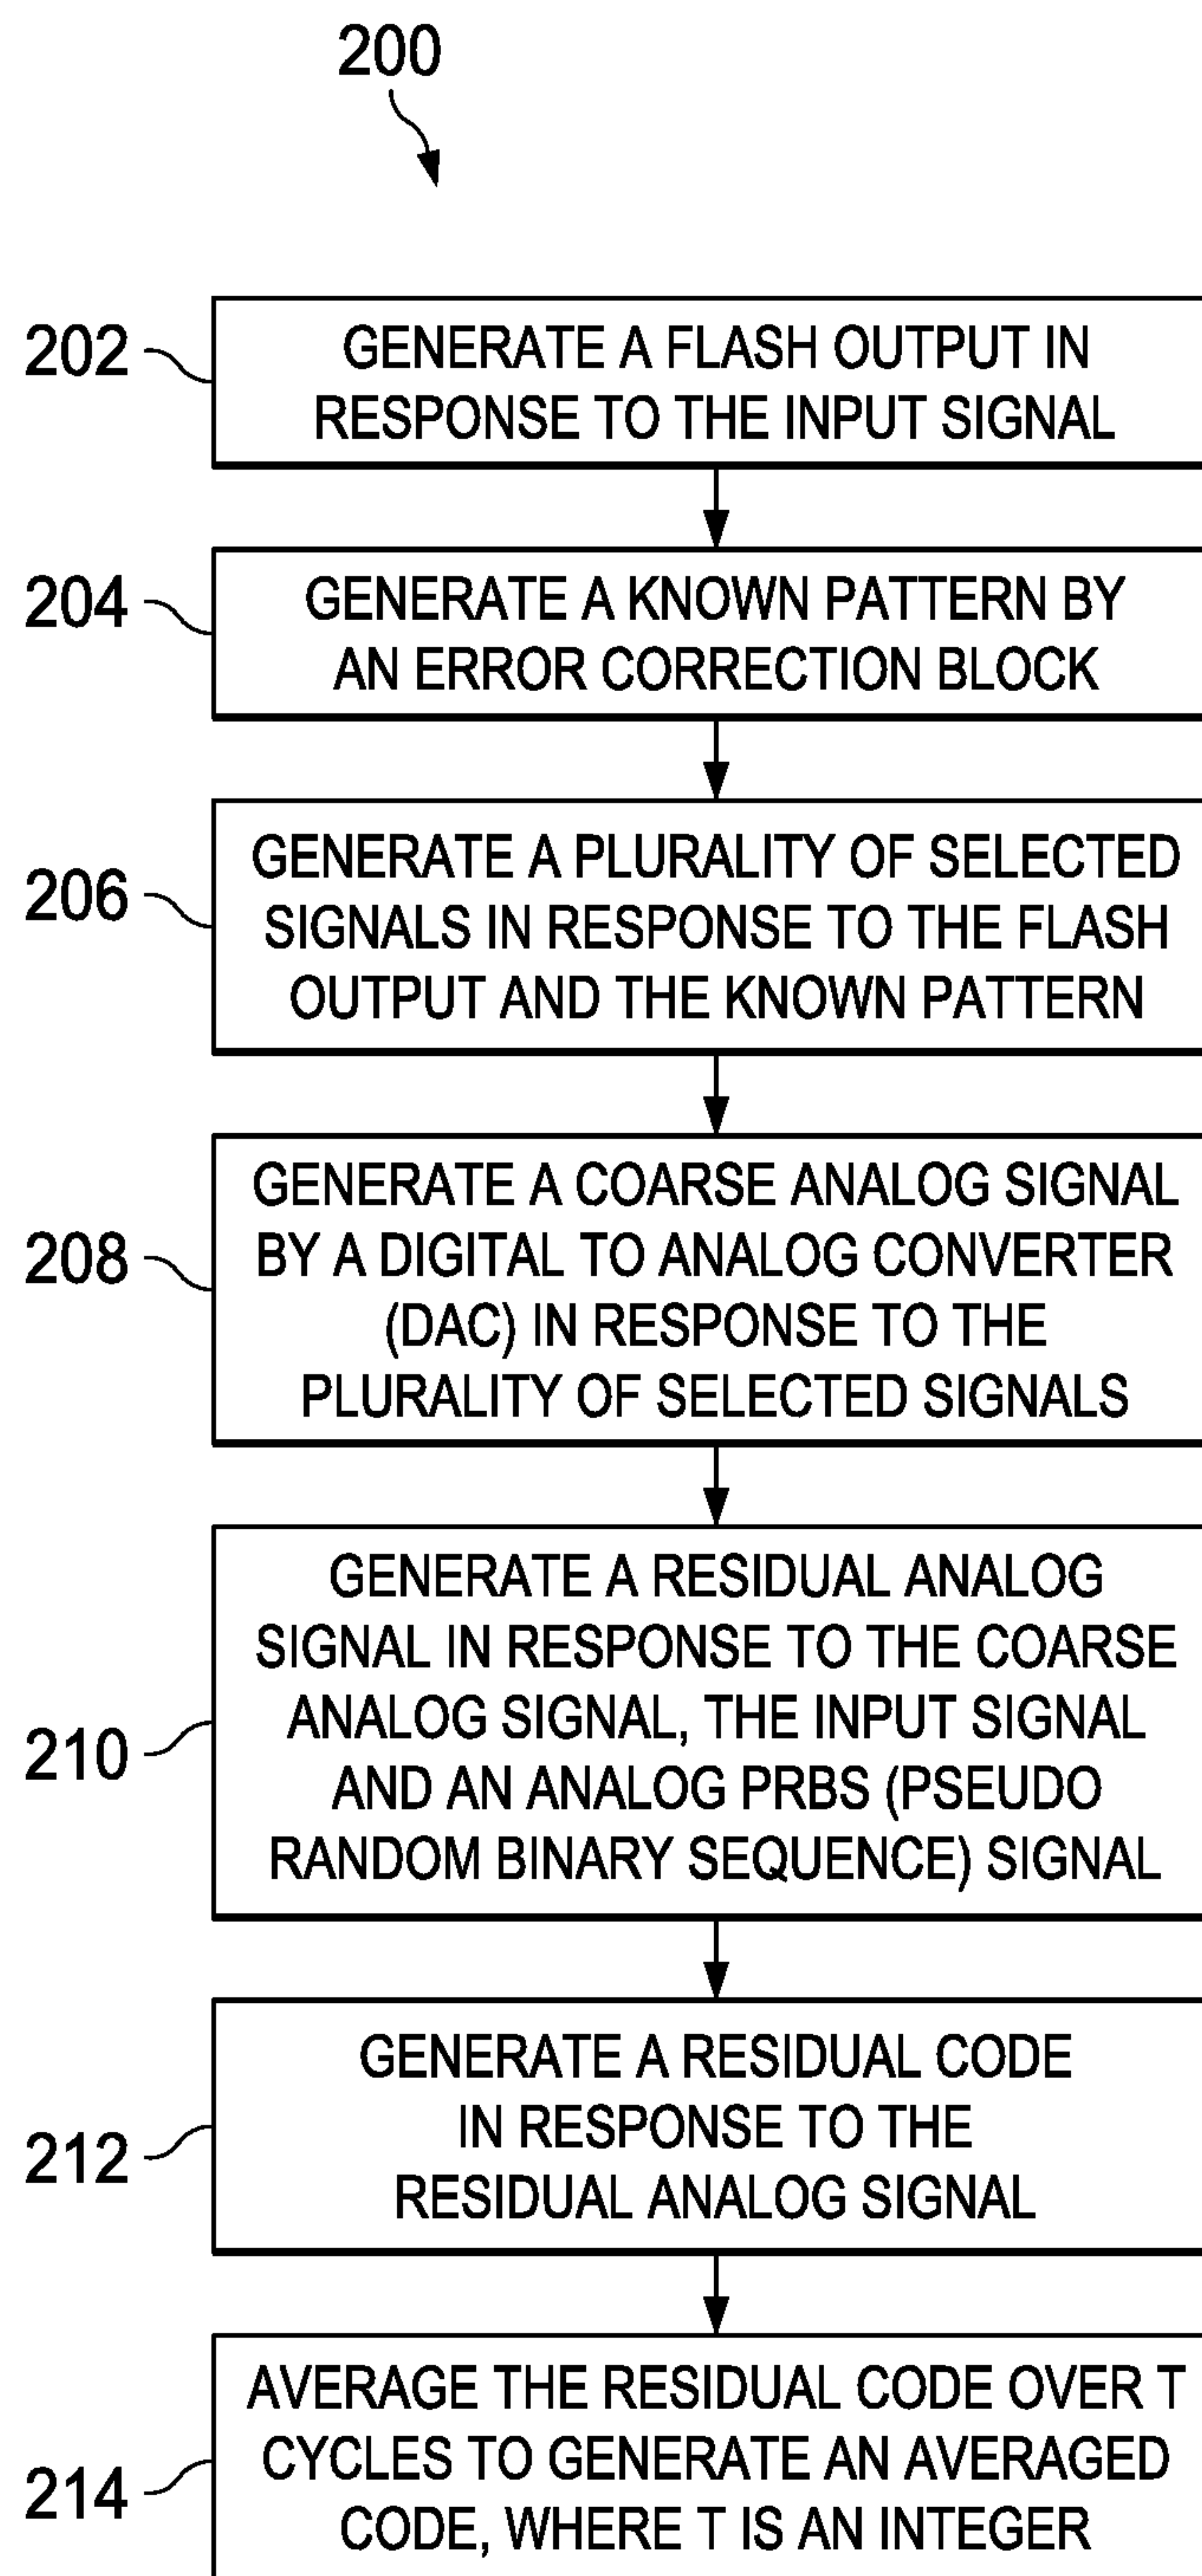 200
202
GENERATE A FLASH OUTPUT IN
RESPONSE TO THE INPUT SIGNAL
204
GENERATE A KNOWN PATTERN BY
AN ERROR CORRECTION BLOCK
206
GENERATE A PLURALITY OF SELECTED
SIGNALS IN RESPONSE TO THE FLASH
OUTPUT AND THE KNOWN PATTERN
208
GENERATE A COARSE ANALOG SIGNAL
BY A DIGITAL TO ANALOG CONVERTER
(DAC) IN RESPONSE TO THE
PLURALITY OF SELECTED SIGNALS
210
GENERATE A RESIDUAL ANALOG
SIGNAL IN RESPONSE TO THE COARSE
ANALOG SIGNAL, THE INPUT SIGNAL
AND AN ANALOG PRBS (PSEUDO
RANDOM BINARY SEQUENCE) SIGNAL
212
GENERATE A RESIDUAL CODE
IN RESPONSE TO THE
RESIDUAL ANALOG SIGNAL
214
AVERAGE THE RESIDUAL CODE OVER T
CYCLES TO GENERATE AN AVERAGED
CODE, WHERE T IS AN INTEGER